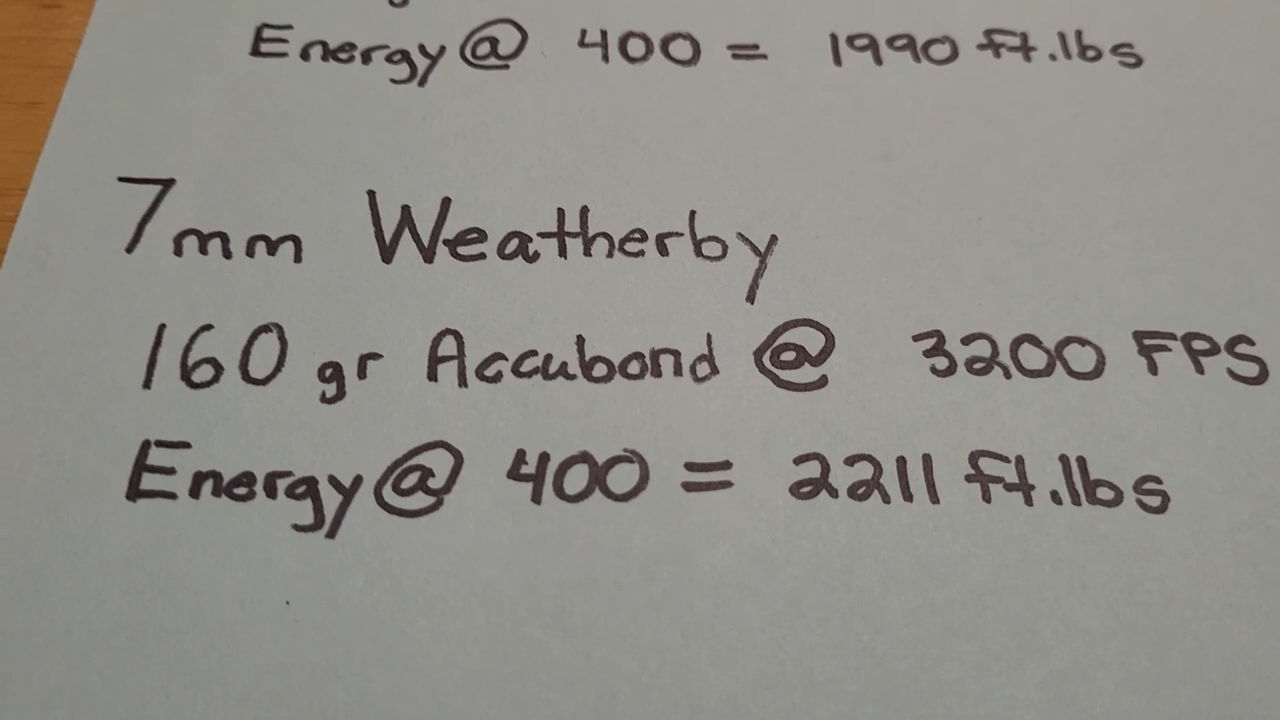 Energy @ 400 = 1990 ft.lbs
7mm Weatherby
160 gr Accubond @ 3200 FPS
Energy @ 400 = 2211 ft.lbs